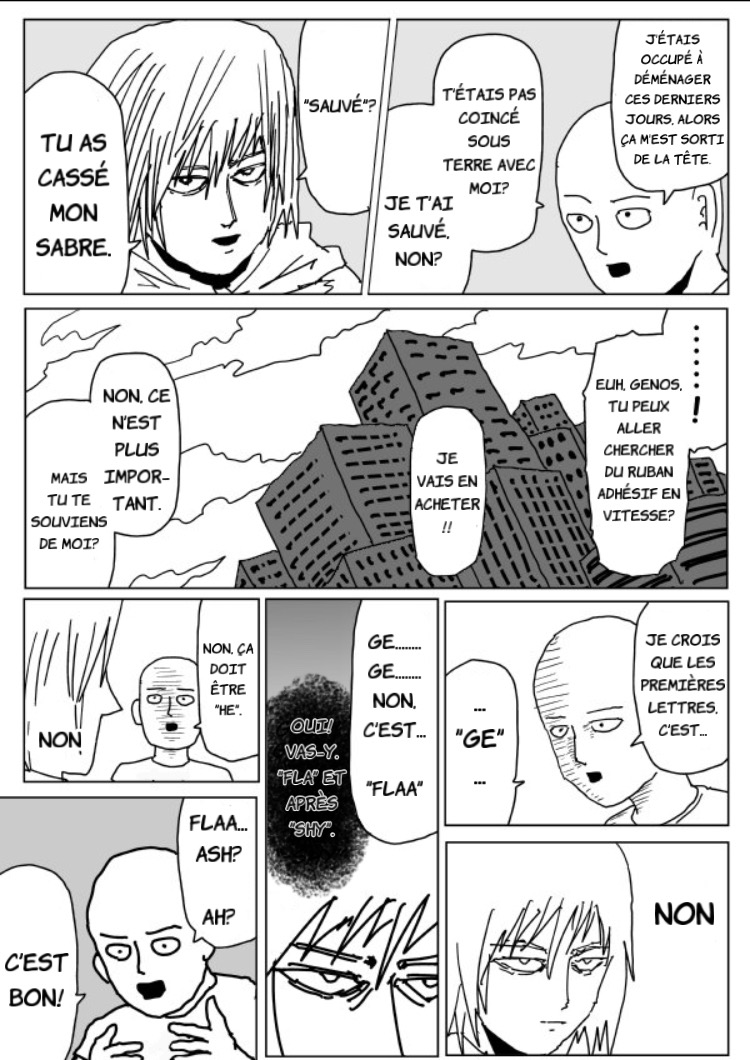 J'ÉTAIS
OCCUPÉ À
DÉMÉNAGER
CES DERNIERS
JOURS, ALORS
ÇA M'EST SORTI
DE LA TÊTE.
T'ÉTAIS PAS
COINCÉ
SOUS
TERRE AVEC
MOI?
JE T'AI
SAUVÉ,
NON?
"SAUVÉ"?
TU AS
CASSÉ
MON
SABRE.
........!
EUH, GENOS,
TU PEUX
ALLER
CHERCHER
DU RUBAN
ADHÉSIF EN
VITESSE?
JE
VAIS EN
ACHETER
!!
NON, CE
N'EST
PLUS
IMPOR-
TANT.
MAIS
TU TE
SOUVIENS
DE MOI?
JE CROIS
QUE LES
PREMIÈRES
LETTRES,
C'EST...
...
"GE"
...
NON
GE........
GE........
NON,
C'EST...
"FLAA"
OUI!
VAS-Y.
"FLA" ET
APRÈS
"SHY".
NON, ÇA
DOIT
ÊTRE
"HE".
NON
FLAA...
ASH?
AH?
C'EST
BON!